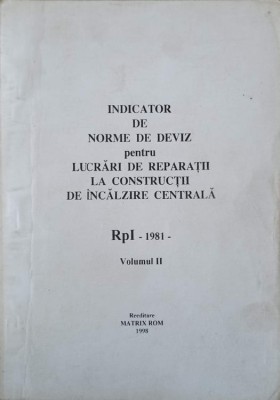 INDICATOR
DE
NORME DE DEVIZ
pentru
LUCRĂRI DE REPARAŢII
LA CONSTRUCŢII
DE ÎNCĂLZIRE CENTRALĂ
RpI - 1981 -
Volumul II
Reeditare
MATRIX ROM
1998